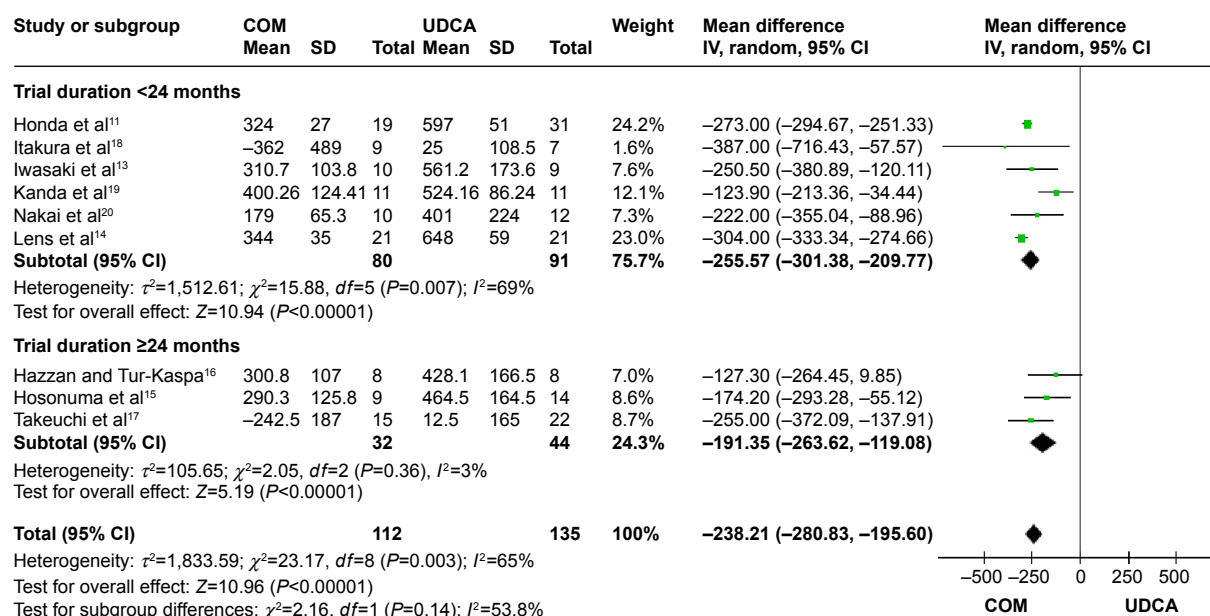 Study or subgroup COM UDCA Weight Mean difference Mean difference
Mean SD Total Mean SD Total IV, random, 95% CI IV, random, 95% CI
Trial duration <24 months
Honda et al¹¹ 324 27 19 597 51 31 24.2% –273.00 (–294.67, –251.33)
Itakura et al¹⁸ –362 489 9 25 108.5 7 1.6% –387.00 (–716.43, –57.57)
Iwasaki et al¹³ 310.7 103.8 10 561.2 173.6 9 7.6% –250.50 (–380.89, –120.11)
Kanda et al¹⁹ 400.26 124.41 11 524.16 86.24 11 12.1% –123.90 (–213.36, –34.44)
Nakai et al²⁰ 179 65.3 10 401 224 12 7.3% –222.00 (–355.04, –88.96)
Lens et al¹⁴ 344 35 21 648 59 21 23.0% –304.00 (–333.34, –274.66)
Subtotal (95% CI) 80 91 75.7% –255.57 (–301.38, –209.77)
Heterogeneity: τ²=1,512.61; χ²=15.88, df=5 (P=0.007); I²=69%
Test for overall effect: Z=10.94 (P<0.00001)
Trial duration ≥24 months
Hazzan and Tur-Kaspa¹⁶ 300.8 107 8 428.1 166.5 8 7.0% –127.30 (–264.45, 9.85)
Hosonuma et al¹⁵ 290.3 125.8 9 464.5 164.5 14 8.6% –174.20 (–293.28, –55.12)
Takeuchi et al¹⁷ –242.5 187 15 12.5 165 22 8.7% –255.00 (–372.09, –137.91)
Subtotal (95% CI) 32 44 24.3% –191.35 (–263.62, –119.08)
Heterogeneity: τ²=105.65; χ²=2.05, df=2 (P=0.36), I²=3%
Test for overall effect: Z=5.19 (P<0.00001)
Total (95% CI) 112 135 100% –238.21 (–280.83, –195.60)
Heterogeneity: τ²=1,833.59; χ²=23.17, df=8 (P=0.003); I²=65%
Test for overall effect: Z=10.96 (P<0.00001)
Test for subgroup differences: χ²=2.16, df=1 (P=0.14); I²=53.8%
–500 –250 0 250 500
COM UDCA